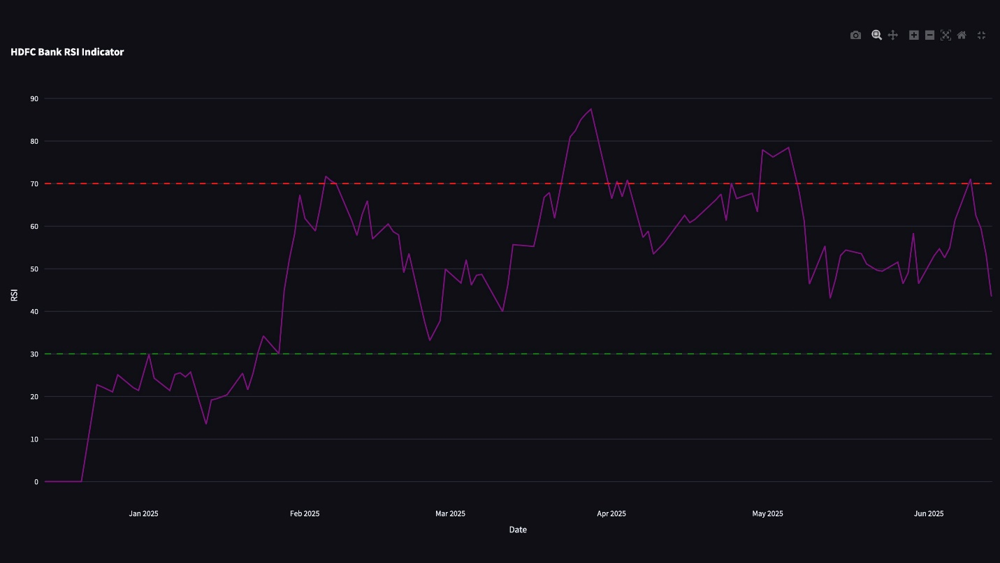 HDFC Bank RSI Indicator
90
80
70
60
50
40
30
20
10
0
RSI
Jan 2025 Feb 2025 Mar 2025 Apr 2025 May 2025 Jun 2025
Date